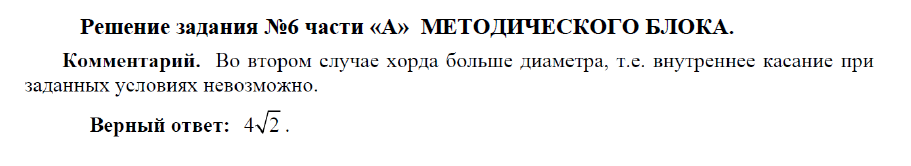 Решение задания №6 части «А» МЕТОДИЧЕСКОГО БЛОКА.
Комментарий. Во втором случае хорда больше диаметра, т.е. внутреннее касание при
заданных условиях невозможно.
Верный ответ: 4√2 .